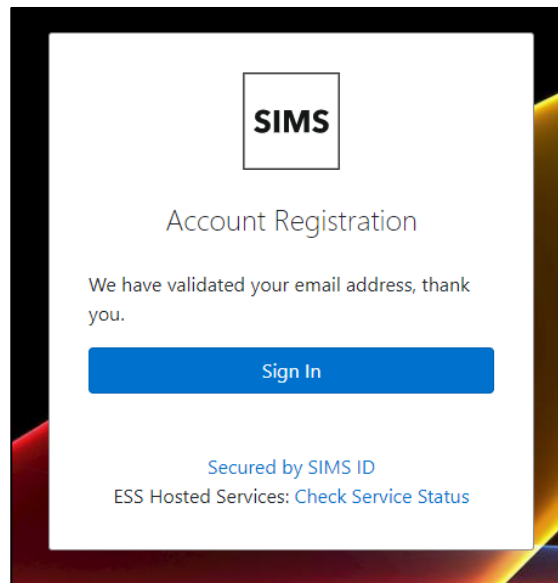 SIMS
Account Registration
We have validated your email address, thank
you.
Sign In
Secured by SIMS ID
ESS Hosted Services: Check Service Status